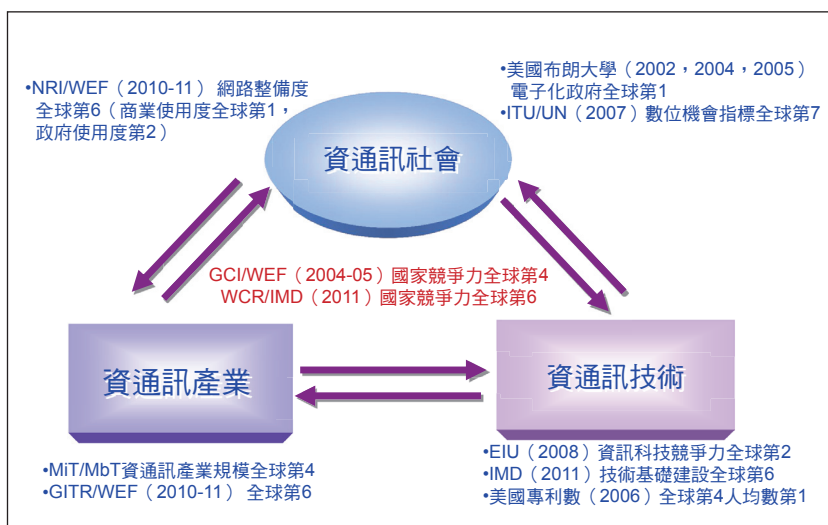 •NRI/WEF（2010-11） 網路整備度
全球第6（商業使用度全球第1，
政府使用度第2）
•美國布朗大學（2002，2004，2005）
電子化政府全球第1
•ITU/UN（2007）數位機會指標全球第7
資通訊社會
GCI/WEF（2004-05）國家競爭力全球第4
WCR/IMD（2011）國家競爭力全球第6
資通訊產業
資通訊技術
•MiT/MbT資通訊產業規模全球第4
•GITR/WEF（2010-11） 全球第6
•EIU（2008）資訊科技競爭力全球第2
•IMD（2011）技術基礎建設全球第6
•美國專利數（2006）全球第4人均數第1